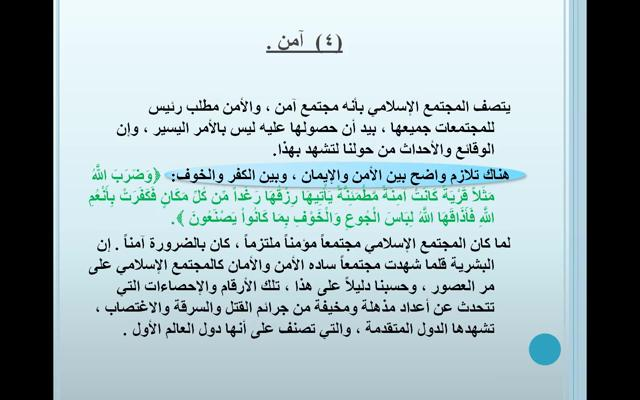 (٤) آمن .
يتصف المجتمع الإسلامي بأنه مجتمع آمن ، والأمن مطلب رئيس
للمجتمعات جميعها ، بيد أن حصولها عليه ليس بالأمر اليسير ، وإن
الوقائع والأحداث من حولنا لتشهد بهذا.
هناك تلازم واضح بين الأمن والإيمان ، وبين الكفر والخوف: ﴿وَضَرَبَ اللَّهُ
مَثَلاً قَرْيَةً كَانَتْ آمِنَةً مُّطْمَئِنَّةً يَأْتِيهَا رِزْقُهَا رَغَداً مِّن كُلِّ مَكَانٍ فَكَفَرَتْ بِأَنْعُمِ
اللَّهِ فَأَذَاقَهَا اللَّهُ لِبَاسَ الْجُوعِ وَالْخَوْفِ بِمَا كَانُواْ يَصْنَعُونَ ﴾.
لما كان المجتمع الإسلامي مجتمعاً مؤمناً ملتزماً ، كان بالضرورة آمناً . إن
البشرية قلما شهدت مجتمعاً ساده الأمن والأمان كالمجتمع الإسلامي على
مر العصور ، وحسبنا دليلاً على هذا ، تلك الأرقام والإحصاءات التي
تتحدث عن أعداد مذهلة ومخيفة من جرائم القتل والسرقة والاغتصاب ،
تشهدها الدول المتقدمة ، والتي تصنف على أنها دول العالم الأول .